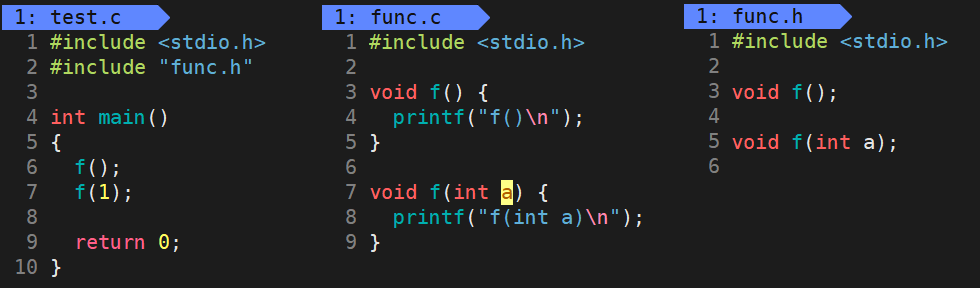 1: test.c
1 #include <stdio.h>
2 #include "func.h"
3
4 int main()
5 {
6   f();
7   f(1);
8
9   return 0;
10 }
1: func.c
1 #include <stdio.h>
2
3 void f() {
4   printf("f()\n");
5 }
6
7 void f(int a) {
8   printf("f(int a)\n");
9 }
1: func.h
1 #include <stdio.h>
2
3 void f();
4
5 void f(int a);
6